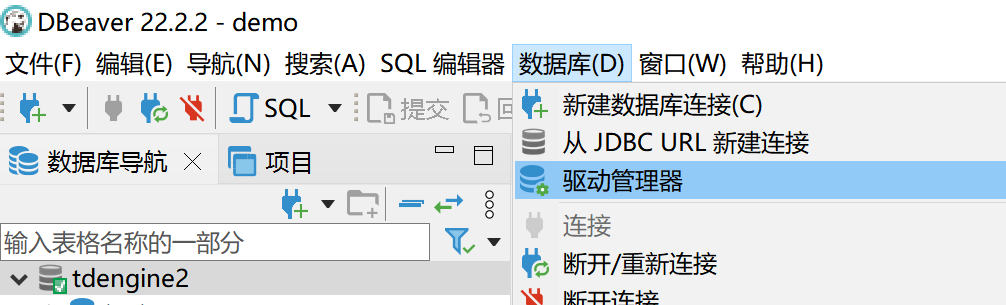 DBeaver 22.2.2 - demo
文件(F) 编辑(E) 导航(N) 搜索(A) SQL 编辑器 数据库(D) 窗口(W) 帮助(H)
SQL 提交 回
新建数据库连接(C)
从 JDBC URL 新建连接
数据库导航 项目
驱动管理器
连接
输入表格名称的一部分
断开/重新连接
tdengine2
断开连接